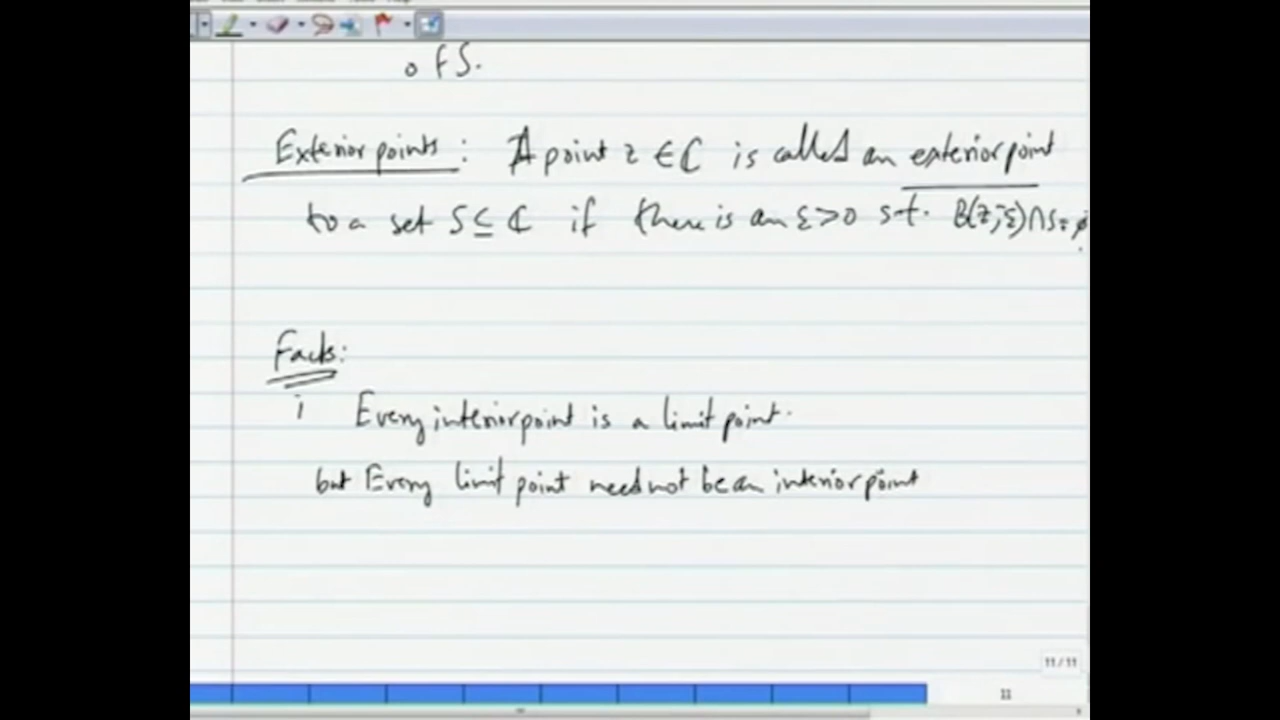 of S.
Exterior points : A point z ∈ ℂ is called an exterior point
to a set S ⊆ ℂ if there is an ε>0 s.t. B(z;ε)∩S=φ
Facts:
i Every interior point is a limit point.
but Every limit point need not be an interior point
11/11
11